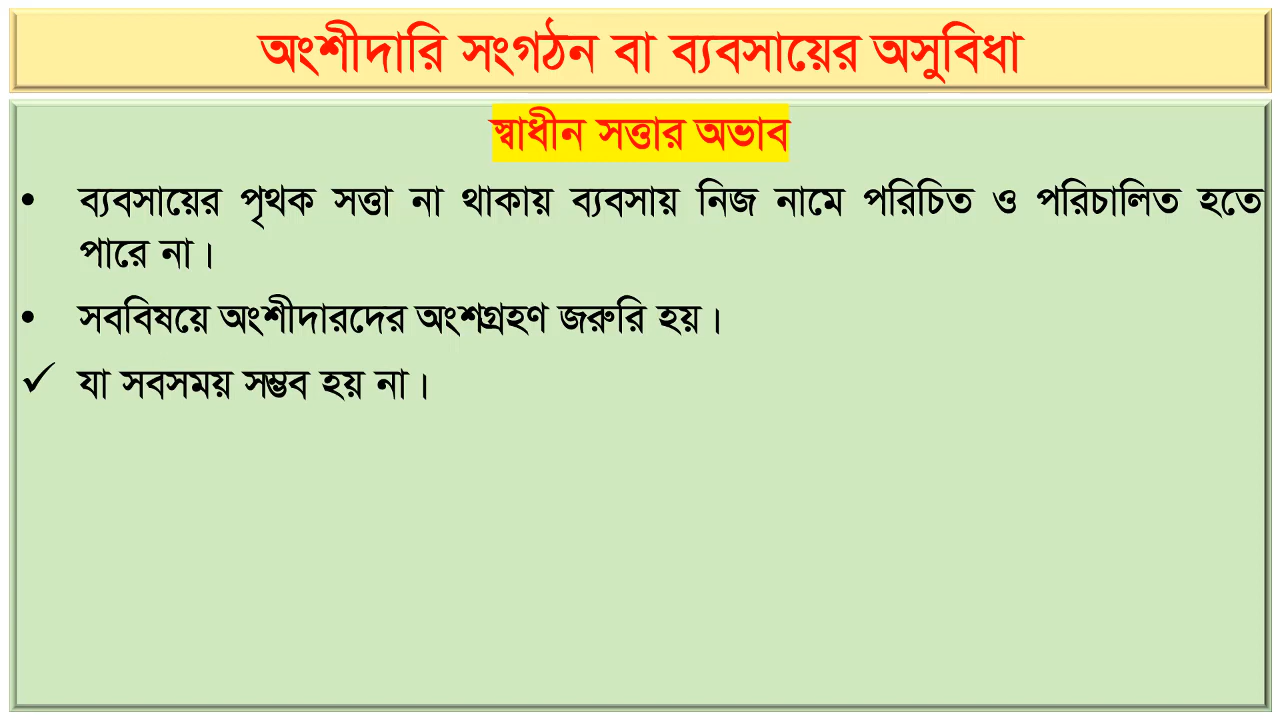 অংশীদারি সংগঠন বা ব্যবসায়ের অসুবিধা
স্বাধীন সত্তার অভাব
• ব্যবসায়ের পৃথক সত্তা না থাকায় ব্যবসায় নিজ নামে পরিচিত ও পরিচালিত হতে
পারে না।
• সববিষয়ে অংশীদারদের অংশগ্রহণ জরুরি হয়।
✓ যা সবসময় সম্ভব হয় না।